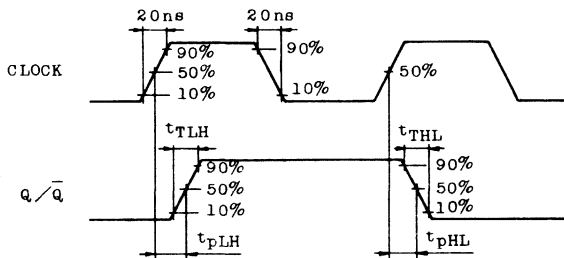 20ns 20ns
90% 90%
CLOCK 50% 50%
10% 10%
tTLH tTHL
90% 90%
Q/Q̅ 50% 50%
10% 10%
tpLH tpHL